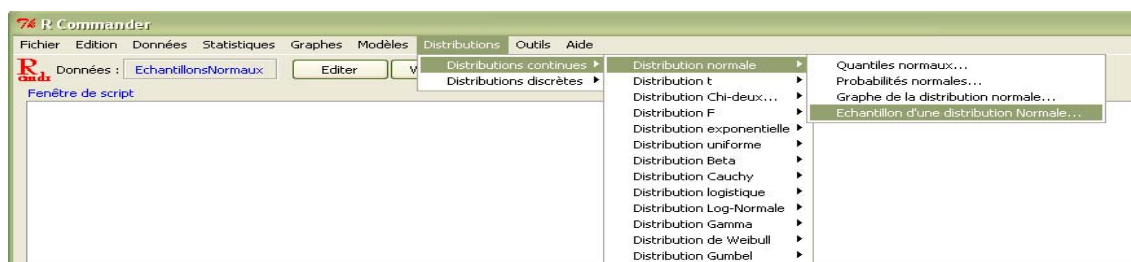 R Commander
Fichier Edition Données Statistiques Graphes Modèles Distributions Outils Aide
R cmdr Données : EchantillonsNormaux Editer V
Fenêtre de script
Distributions continues
Distributions discrètes
Distribution normale
Distribution t
Distribution Chi-deux...
Distribution F
Distribution exponentielle
Distribution uniforme
Distribution Beta
Distribution Cauchy
Distribution logistique
Distribution Log-Normale
Distribution Gamma
Distribution de Weibull
Distribution Gumbel
Quantiles normaux...
Probabilités normales...
Graphe de la distribution normale...
Echantillon d'une distribution Normale...